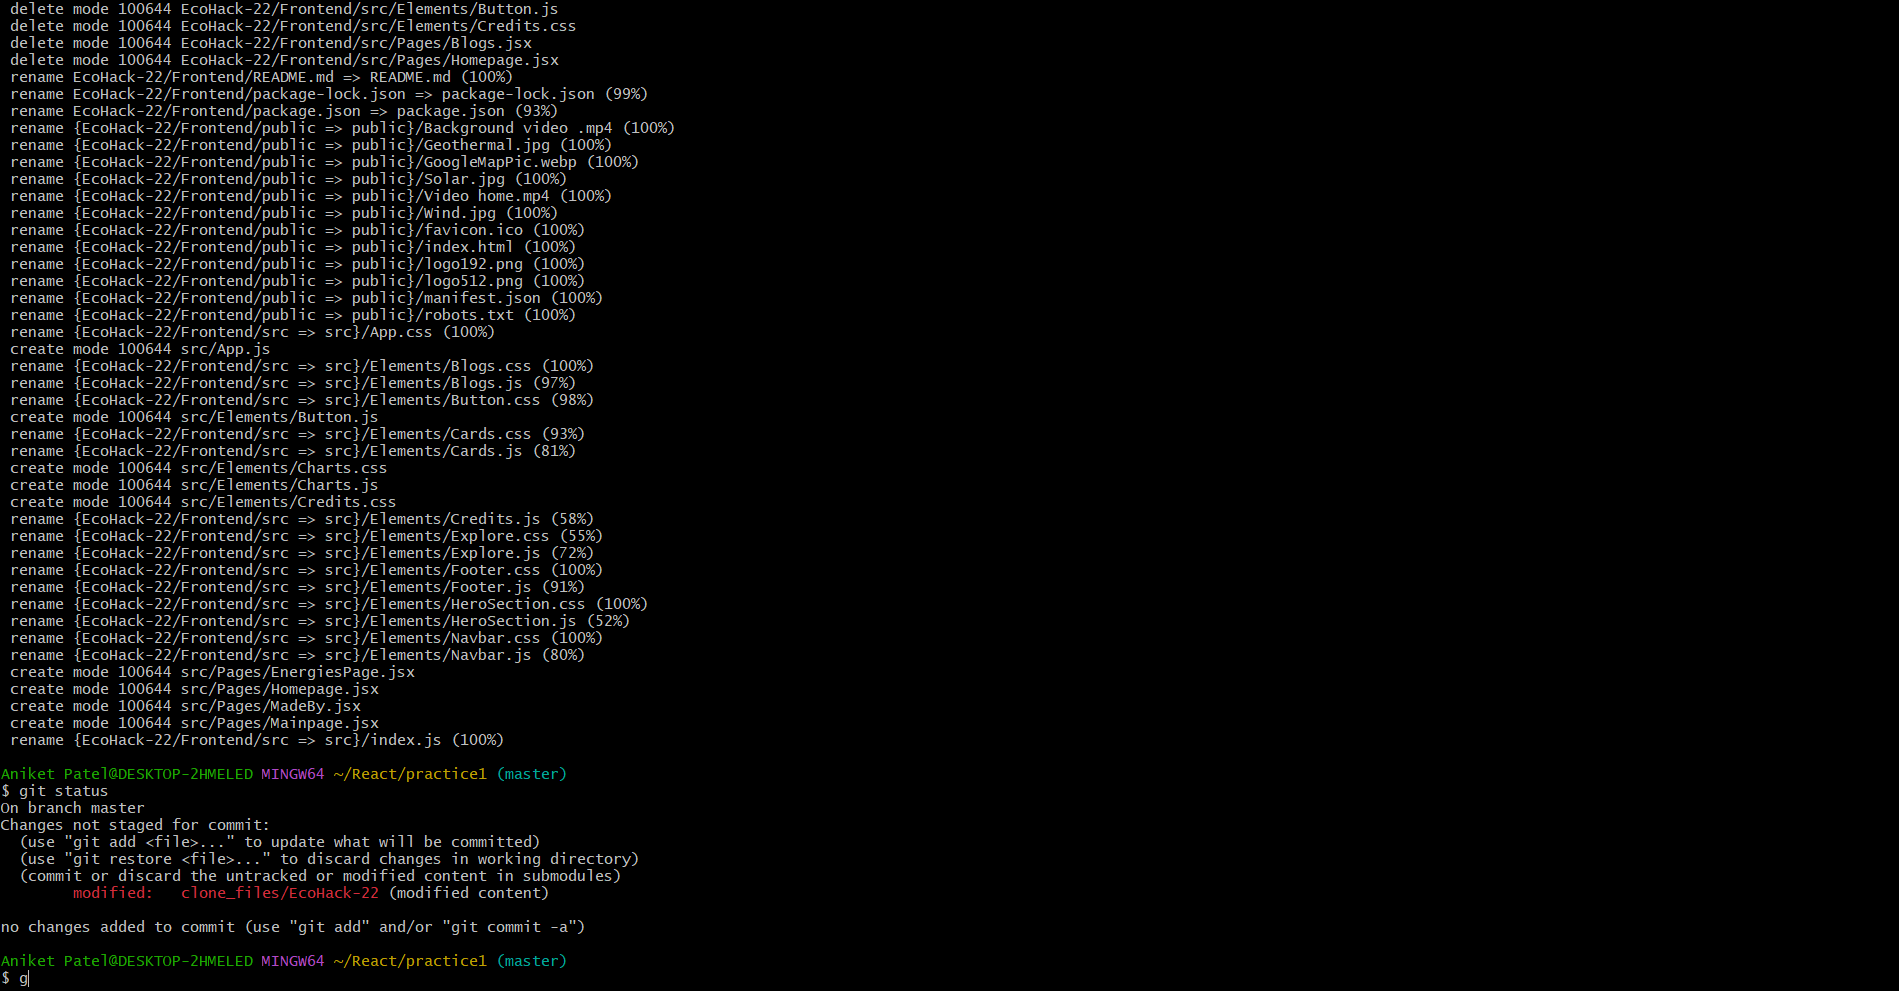 delete mode 100644 EcoHack-22/Frontend/src/Elements/Button.js
delete mode 100644 EcoHack-22/Frontend/src/Elements/Credits.css
delete mode 100644 EcoHack-22/Frontend/src/Pages/Blogs.jsx
delete mode 100644 EcoHack-22/Frontend/src/Pages/Homepage.jsx
rename EcoHack-22/Frontend/README.md => README.md (100%)
rename EcoHack-22/Frontend/package-lock.json => package-lock.json (99%)
rename EcoHack-22/Frontend/package.json => package.json (93%)
rename {EcoHack-22/Frontend/public => public}/Background video .mp4 (100%)
rename {EcoHack-22/Frontend/public => public}/Geothermal.jpg (100%)
rename {EcoHack-22/Frontend/public => public}/GoogleMapPic.webp (100%)
rename {EcoHack-22/Frontend/public => public}/Solar.jpg (100%)
rename {EcoHack-22/Frontend/public => public}/Video home.mp4 (100%)
rename {EcoHack-22/Frontend/public => public}/Wind.jpg (100%)
rename {EcoHack-22/Frontend/public => public}/favicon.ico (100%)
rename {EcoHack-22/Frontend/public => public}/index.html (100%)
rename {EcoHack-22/Frontend/public => public}/logo192.png (100%)
rename {EcoHack-22/Frontend/public => public}/logo512.png (100%)
rename {EcoHack-22/Frontend/public => public}/manifest.json (100%)
rename {EcoHack-22/Frontend/public => public}/robots.txt (100%)
rename {EcoHack-22/Frontend/src => src}/App.css (100%)
create mode 100644 src/App.js
rename {EcoHack-22/Frontend/src => src}/Elements/Blogs.css (100%)
rename {EcoHack-22/Frontend/src => src}/Elements/Blogs.js (97%)
rename {EcoHack-22/Frontend/src => src}/Elements/Button.css (98%)
create mode 100644 src/Elements/Button.js
rename {EcoHack-22/Frontend/src => src}/Elements/Cards.css (93%)
rename {EcoHack-22/Frontend/src => src}/Elements/Cards.js (81%)
create mode 100644 src/Elements/Charts.css
create mode 100644 src/Elements/Charts.js
create mode 100644 src/Elements/Credits.css
rename {EcoHack-22/Frontend/src => src}/Elements/Credits.js (58%)
rename {EcoHack-22/Frontend/src => src}/Elements/Explore.css (55%)
rename {EcoHack-22/Frontend/src => src}/Elements/Explore.js (72%)
rename {EcoHack-22/Frontend/src => src}/Elements/Footer.css (100%)
rename {EcoHack-22/Frontend/src => src}/Elements/Footer.js (91%)
rename {EcoHack-22/Frontend/src => src}/Elements/HeroSection.css (100%)
rename {EcoHack-22/Frontend/src => src}/Elements/HeroSection.js (52%)
rename {EcoHack-22/Frontend/src => src}/Elements/Navbar.css (100%)
rename {EcoHack-22/Frontend/src => src}/Elements/Navbar.js (80%)
create mode 100644 src/Pages/EnergiesPage.jsx
create mode 100644 src/Pages/Homepage.jsx
create mode 100644 src/Pages/MadeBy.jsx
create mode 100644 src/Pages/Mainpage.jsx
rename {EcoHack-22/Frontend/src => src}/index.js (100%)
Aniket Patel@DESKTOP-2HMELED MINGW64 ~/React/practice1 (master)
$ git status
On branch master
Changes not staged for commit:
(use "git add <file>..." to update what will be committed)
(use "git restore <file>..." to discard changes in working directory)
(commit or discard the untracked or modified content in submodules)
modified:   clone_files/EcoHack-22 (modified content)
no changes added to commit (use "git add" and/or "git commit -a")
Aniket Patel@DESKTOP-2HMELED MINGW64 ~/React/practice1 (master)
$ g